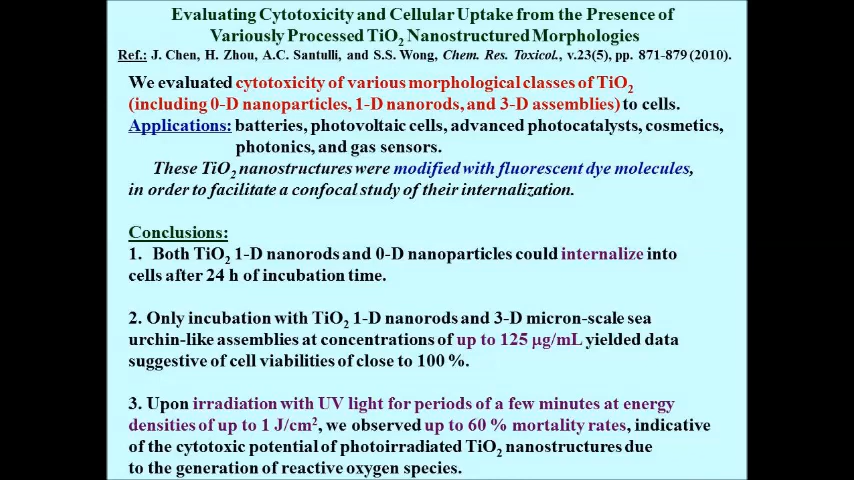 Evaluating Cytotoxicity and Cellular Uptake from the Presence of
Variously Processed TiO₂ Nanostructured Morphologies
Ref.: J. Chen, H. Zhou, A.C. Santulli, and S.S. Wong, Chem. Res. Toxicol., v.23(5), pp. 871-879 (2010).
We evaluated cytotoxicity of various morphological classes of TiO₂
(including 0-D nanoparticles, 1-D nanorods, and 3-D assemblies) to cells.
Applications: batteries, photovoltaic cells, advanced photocatalysts, cosmetics,
photonics, and gas sensors.
These TiO₂ nanostructures were modified with fluorescent dye molecules,
in order to facilitate a confocal study of their internalization.
Conclusions:
1. Both TiO₂ 1-D nanorods and 0-D nanoparticles could internalize into
cells after 24 h of incubation time.
2. Only incubation with TiO₂ 1-D nanorods and 3-D micron-scale sea
urchin-like assemblies at concentrations of up to 125 µg/mL yielded data
suggestive of cell viabilities of close to 100 %.
3. Upon irradiation with UV light for periods of a few minutes at energy
densities of up to 1 J/cm², we observed up to 60 % mortality rates, indicative
of the cytotoxic potential of photoirradiated TiO₂ nanostructures due
to the generation of reactive oxygen species.